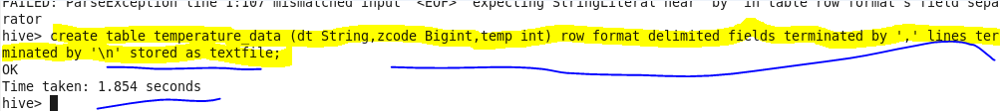 FAILED: ParseException line 1:107 mismatched input '<EOF>' expecting StringLiteral near 'by' in table row format's field sepa
rator
hive> create table temperature_data (dt String,zcode Bigint,temp int) row format delimited fields terminated by ',' lines ter
minated by '\n' stored as textfile;
OK
Time taken: 1.854 seconds
hive>